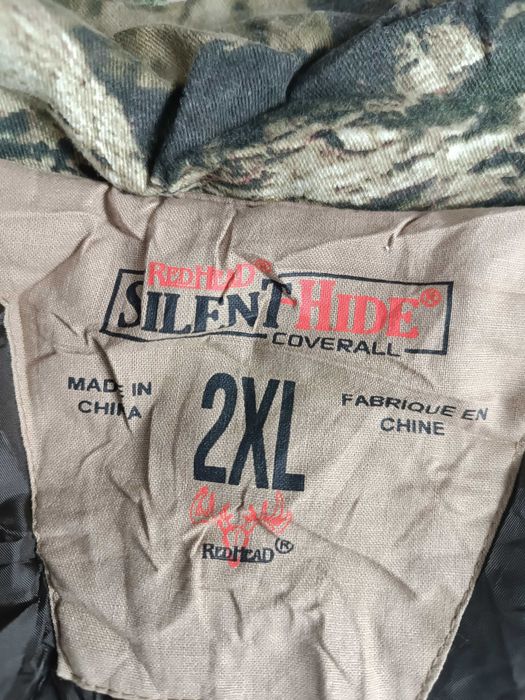 REDHEAD®
SILENT-HIDE®
COVERALL
MADE IN
CHINA
2XL
FABRIQUE EN
CHINE
REDHEAD®